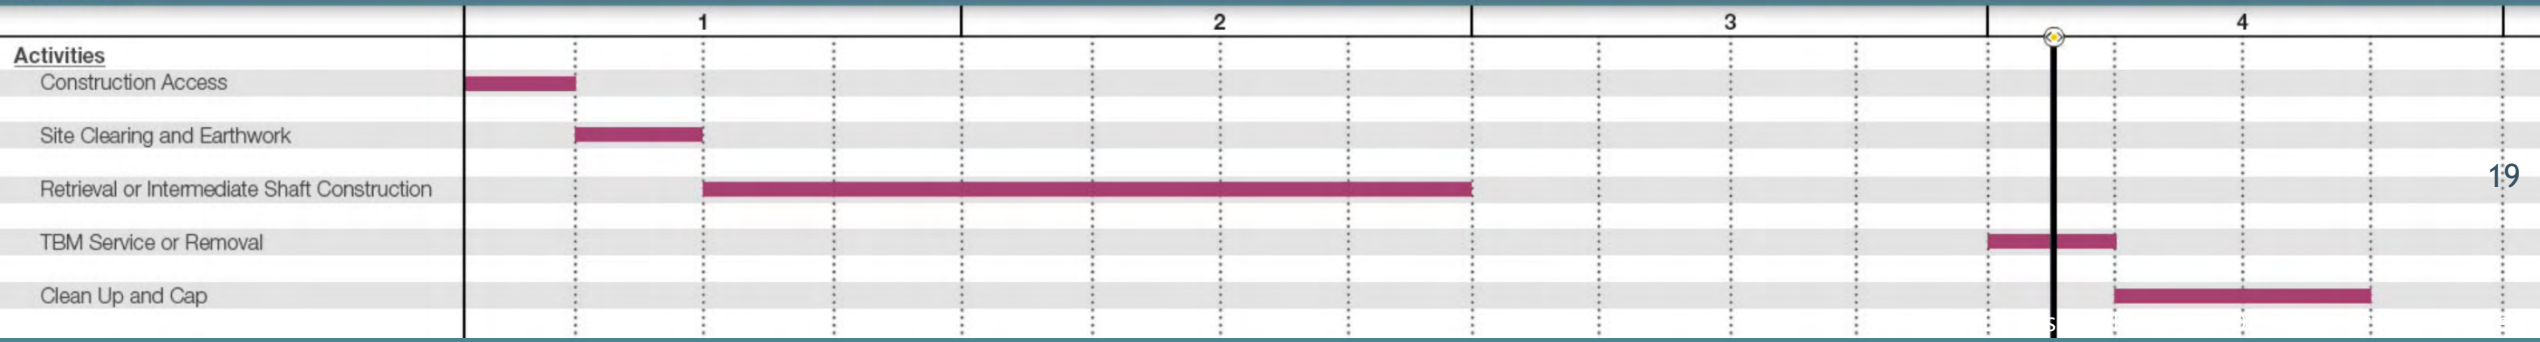 1 2 3 4
Activities
Construction Access
Site Clearing and Earthwork
Retrieval or Intermediate Shaft Construction
19
TBM Service or Removal
Clean Up and Cap